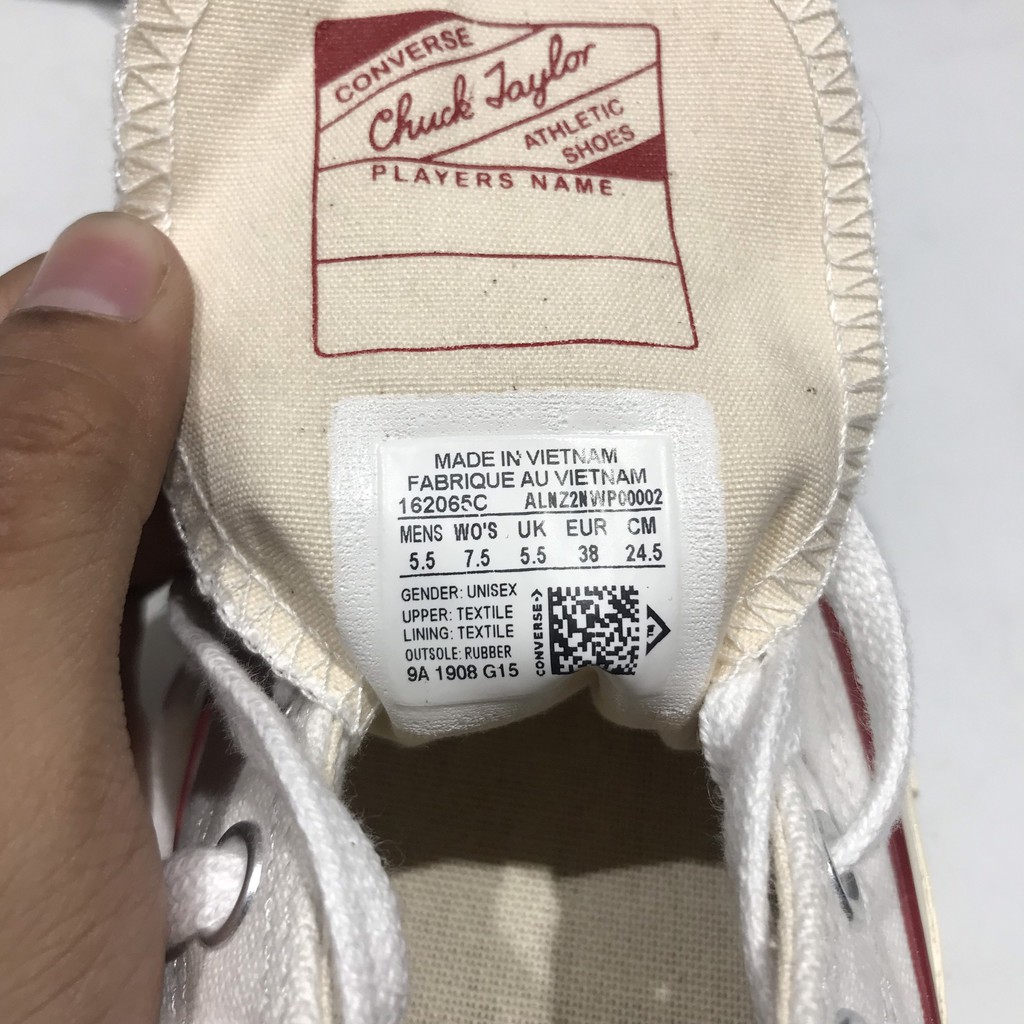 CONVERSE
Chuck Taylor
ATHLETIC
SHOES
PLAYERS NAME
MADE IN VIETNAM
FABRIQUE AU VIETNAM
162065C ALNZ2NWP00002
MENS WO'S UK EUR CM
5.5 7.5 5.5 38 24.5
GENDER: UNISEX
UPPER: TEXTILE
LINING: TEXTILE
OUTSOLE: RUBBER
9A 1908 G15
CONVERSE
TM